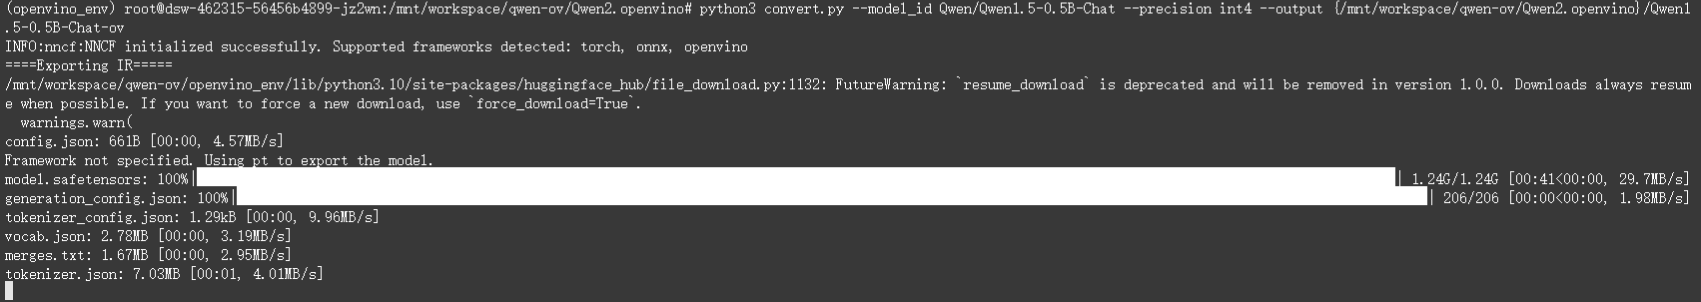 (openvino_env) root@dsw-462315-56456b4899-jz2wn:/mnt/workspace/qwen-ov/Qwen2.openvino# python3 convert.py --model_id Qwen/Qwen1.5-0.5B-Chat --precision int4 --output {/mnt/workspace/qwen-ov/Qwen2.openvino}/Qwen1
.5-0.5B-Chat-ov
INFO:nncf:NNCF initialized successfully. Supported frameworks detected: torch, onnx, openvino
====Exporting IR=====
/mnt/workspace/qwen-ov/openvino_env/lib/python3.10/site-packages/huggingface_hub/file_download.py:1132: FutureWarning: `resume_download` is deprecated and will be removed in version 1.0.0. Downloads always resum
e when possible. If you want to force a new download, use `force_download=True`.
  warnings.warn(
config.json: 661B [00:00, 4.57MB/s]
Framework not specified. Using pt to export the model.
model.safetensors: 100%| | 1.24G/1.24G [00:41<00:00, 29.7MB/s]
generation_config.json: 100%| | 206/206 [00:00<00:00, 1.98MB/s]
tokenizer_config.json: 1.29kB [00:00, 9.96MB/s]
vocab.json: 2.78MB [00:00, 3.19MB/s]
merges.txt: 1.67MB [00:00, 2.95MB/s]
tokenizer.json: 7.03MB [00:01, 4.01MB/s]